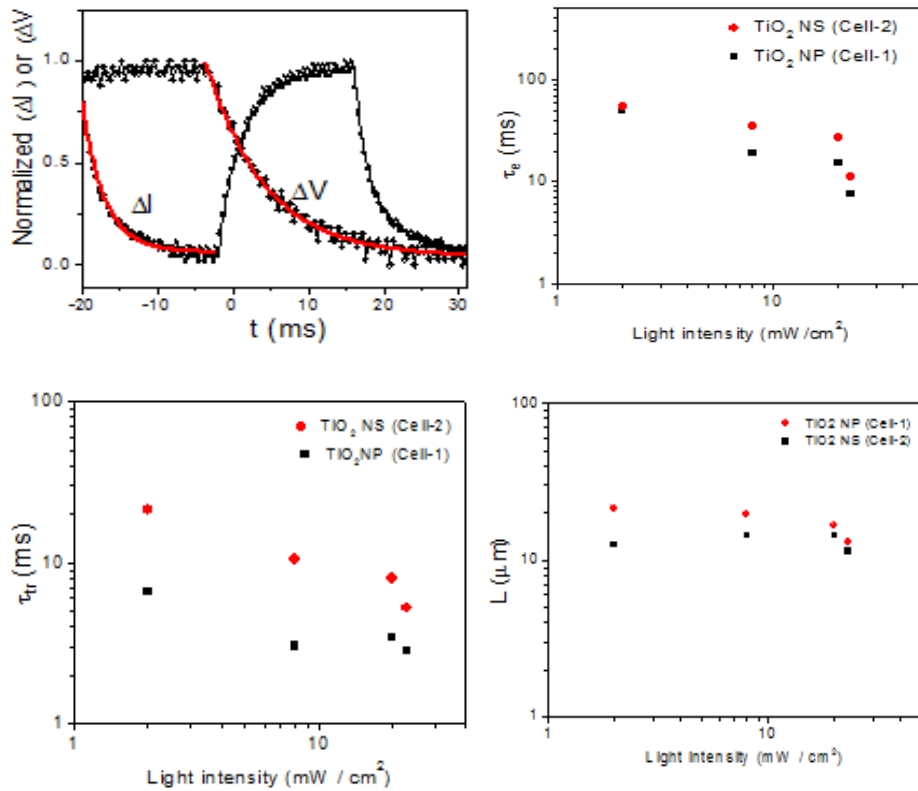 Normalized (ΔI) or (ΔV
1.0
0.5
0.0
ΔI
ΔV
-20 -10 0 10 20 30
t (ms)
TiO2 NS (Cell-2)
TiO2 NP (Cell-1)
τe (ms)
100
10
1
1 10
Light intensity (mW /cm2)
TIO2 NS (Cell-2)
TIO2NP (Cell-1)
τtr (ms)
100
10
1
1 10
Light intensity (mW / cm2)
TIO2 NP (Cell-1)
TIO2 NS (Cell-2)
L (μm)
100
10
1
1 10
Light Intensity (mW / cm2)